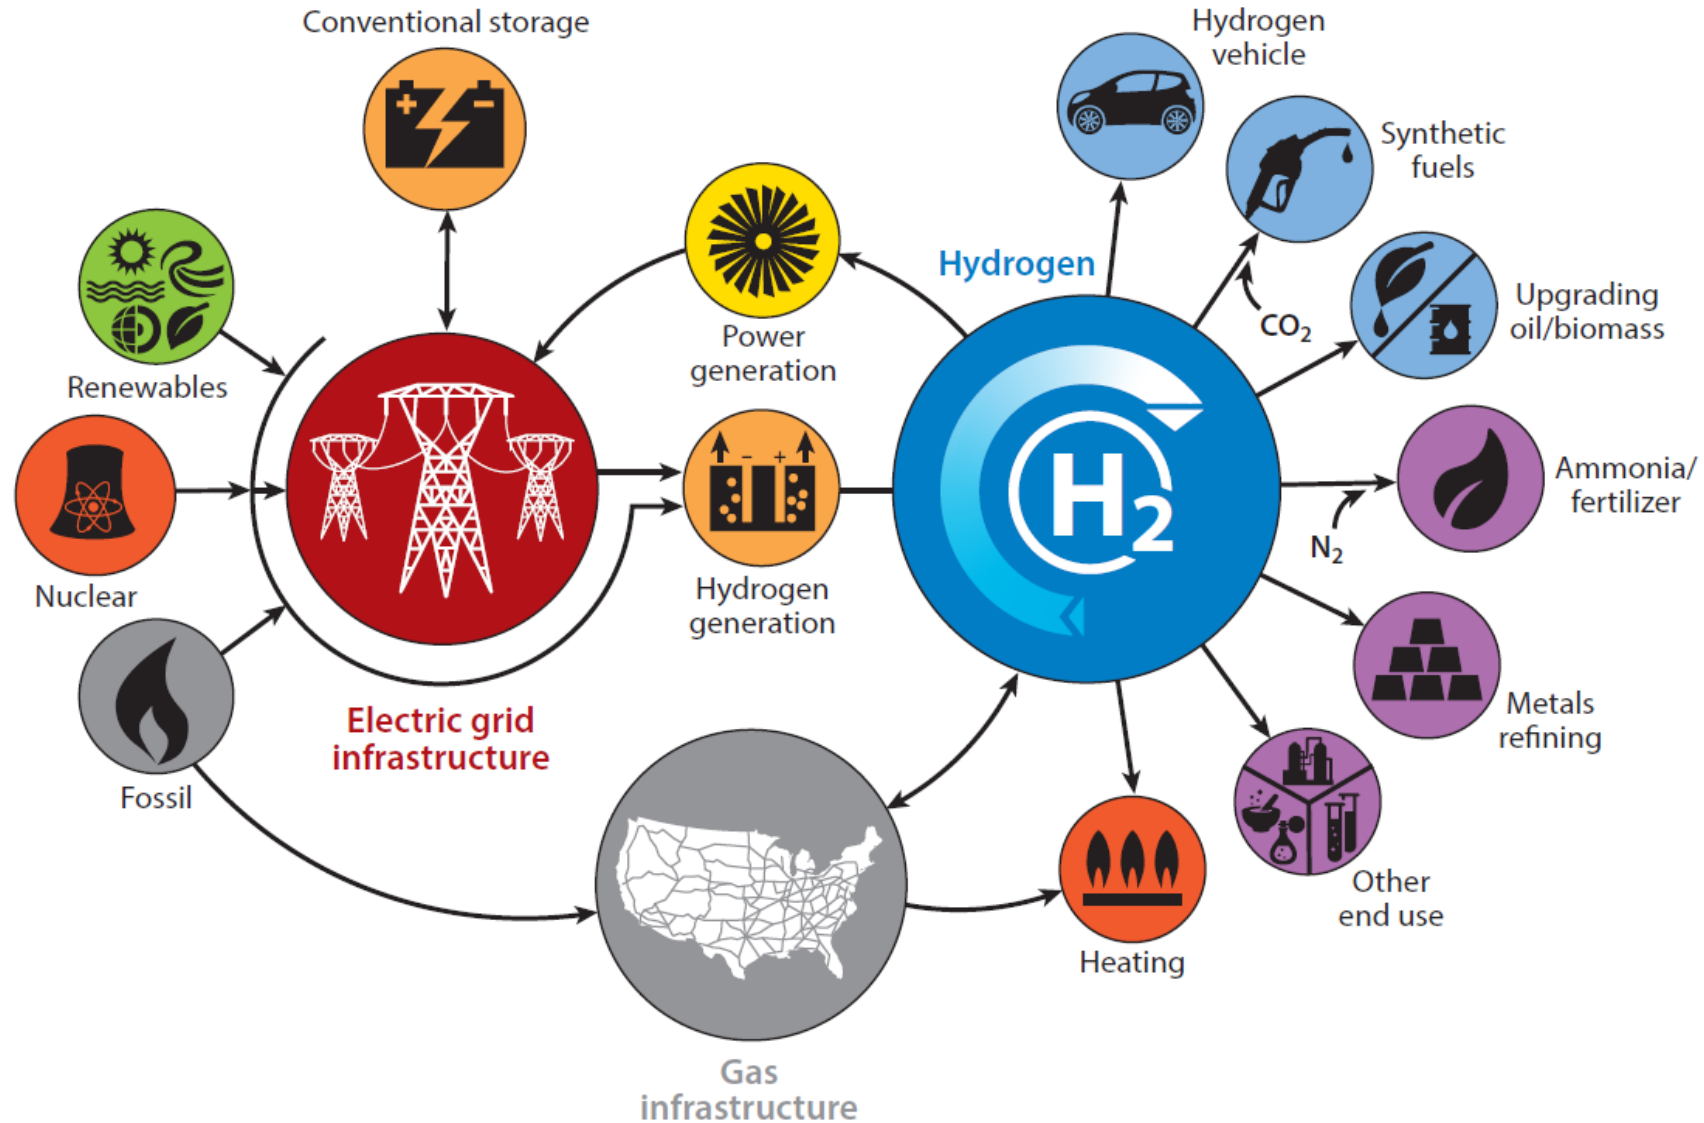 Conventional storage
Hydrogen
vehicle
Synthetic
fuels
Hydrogen
Upgrading
oil/biomass
CO₂
Power
generation
Renewables
+ −
− +
H₂
Ammonia/
fertilizer
N₂
Nuclear
Hydrogen
generation
Electric grid
infrastructure
Metals
refining
Fossil
Other
end use
Heating
Gas
infrastructure